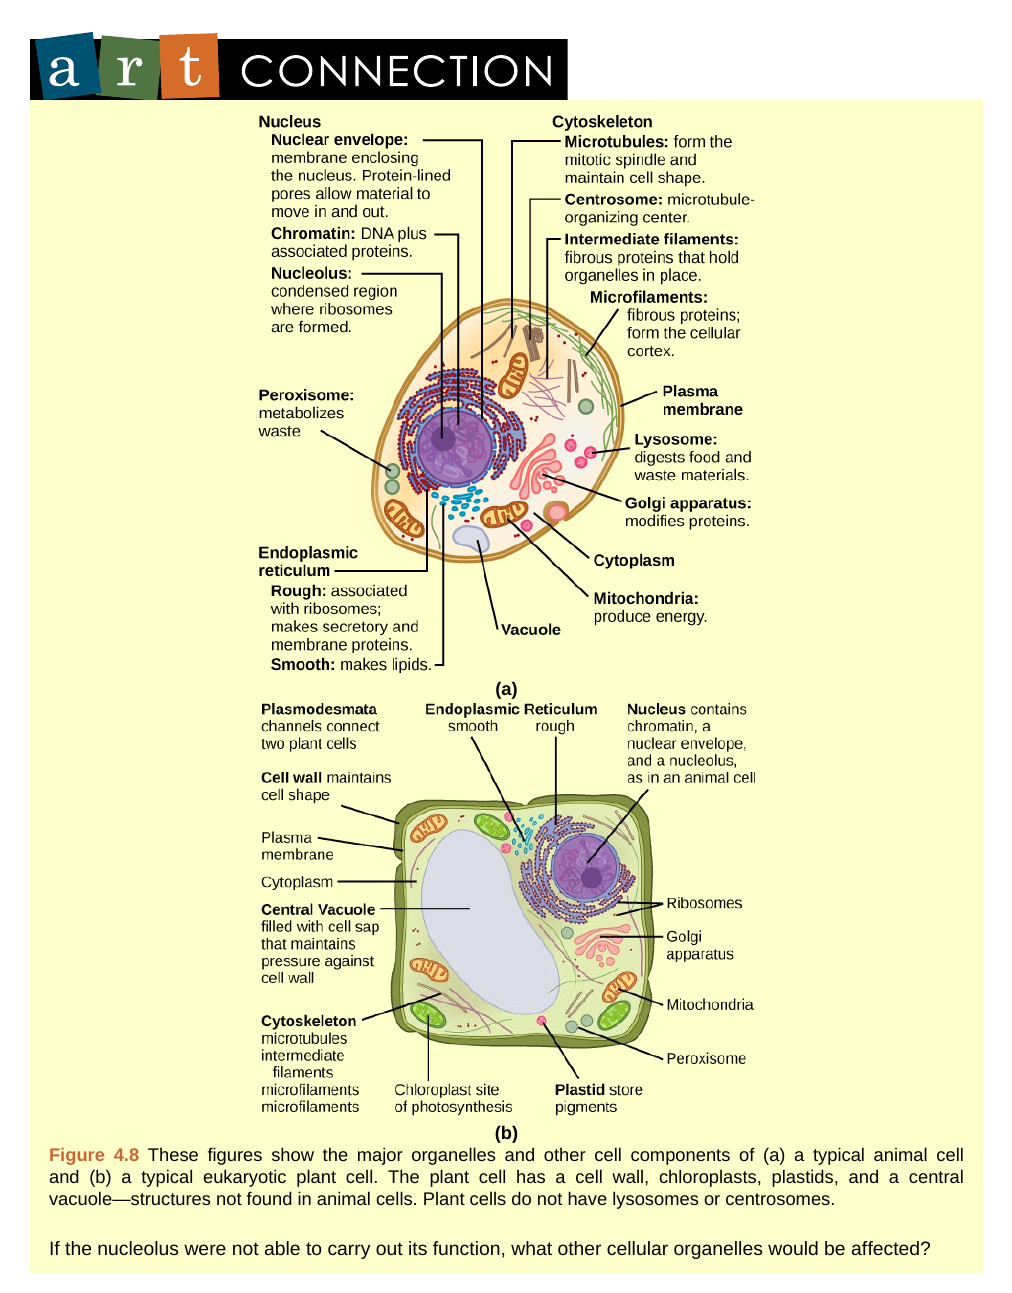 art CONNECTION
Nucleus
Nuclear envelope:
membrane enclosing
the nucleus. Protein-lined
pores allow material to
move in and out.
Chromatin: DNA plus
associated proteins.
Nucleolus:
condensed region
where ribosomes
are formed.
Peroxisome:
metabolizes
waste
Endoplasmic
reticulum
Rough: associated
with ribosomes;
makes secretory and
membrane proteins.
Smooth: makes lipids.
Cytoskeleton
Microtubules: form the
mitotic spindle and
maintain cell shape.
Centrosome: microtubule-
organizing center.
Intermediate filaments:
fibrous proteins that hold
organelles in place.
Microfilaments:
fibrous proteins;
form the cellular
cortex.
Plasma
membrane
Lysosome:
digests food and
waste materials.
Golgi apparatus:
modifies proteins.
Cytoplasm
Mitochondria:
produce energy.
Vacuole
(a)
Plasmodesmata
channels connect
two plant cells
Cell wall maintains
cell shape
Plasma
membrane
Cytoplasm
Central Vacuole
filled with cell sap
that maintains
pressure against
cell wall
Cytoskeleton
microtubules
intermediate
filaments
microfilaments
microfilaments
Endoplasmic Reticulum
smooth rough
Nucleus contains
chromatin, a
nuclear envelope,
and a nucleolus,
as in an animal cell
Ribosomes
Golgi
apparatus
Mitochondria
Peroxisome
Chloroplast site
of photosynthesis
Plastid store
pigments
(b)
Figure 4.8 These figures show the major organelles and other cell components of (a) a typical animal cell
and (b) a typical eukaryotic plant cell. The plant cell has a cell wall, chloroplasts, plastids, and a central
vacuole—structures not found in animal cells. Plant cells do not have lysosomes or centrosomes.
If the nucleolus were not able to carry out its function, what other cellular organelles would be affected?